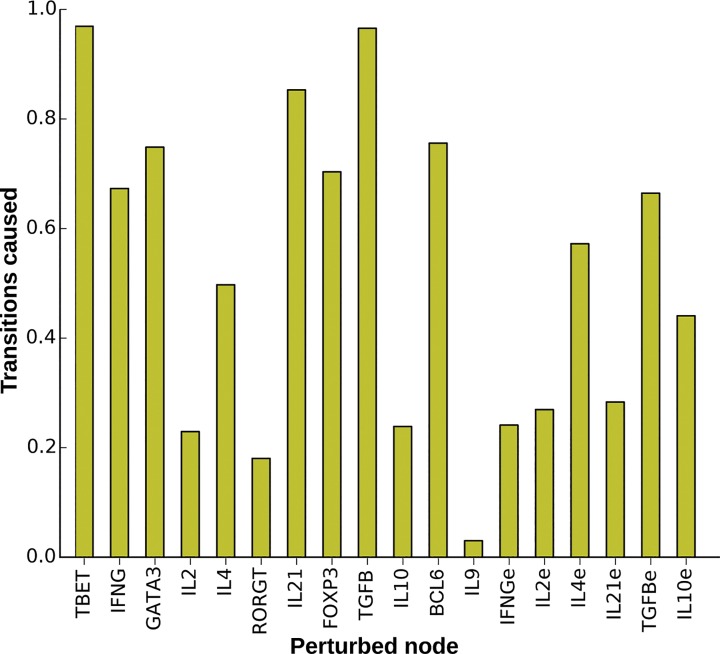 1.0
0.8
0.6
0.4
0.2
0.0
Transitions caused
TBET
IFNG
GATA3
IL2
IL4
RORGT
IL21
FOXP3
TGFB
IL10
BCL6
IL9
IFNGe
IL2e
IL4e
IL21e
TGFBe
IL10e
Perturbed node